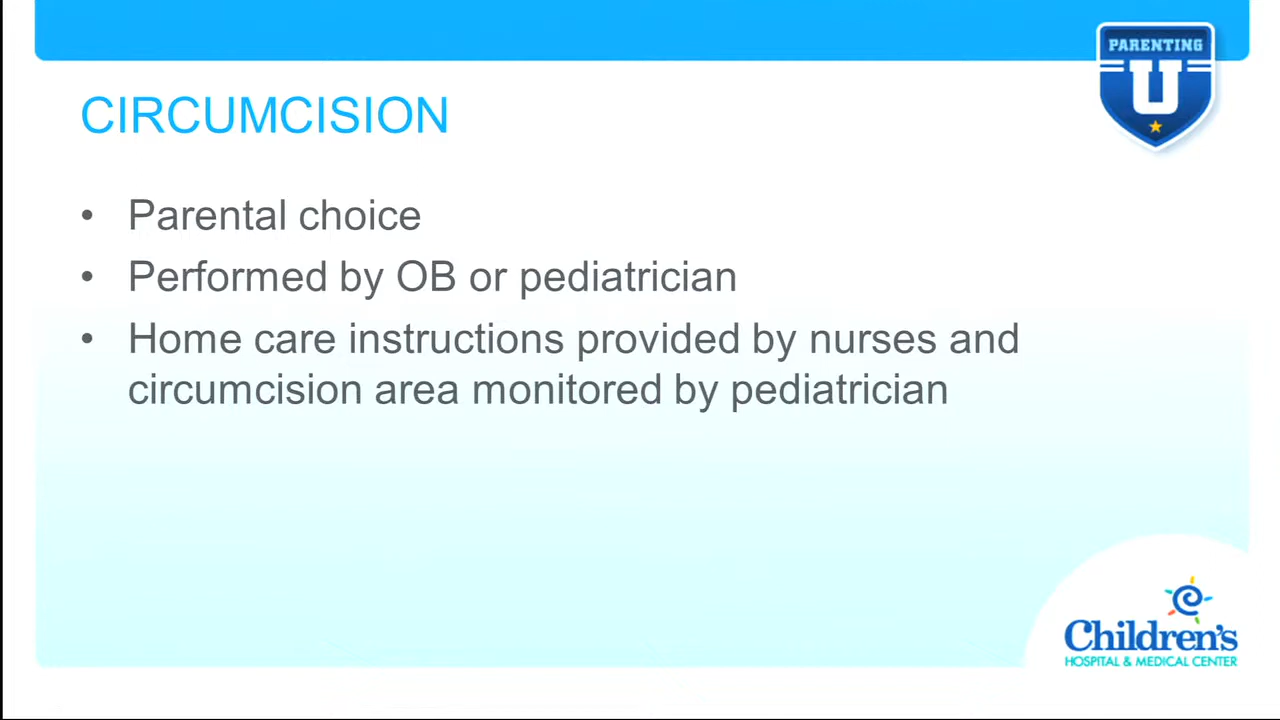 PARENTING
U
CIRCUMCISION
• Parental choice
• Performed by OB or pediatrician
• Home care instructions provided by nurses and
circumcision area monitored by pediatrician
Children's
HOSPITAL & MEDICAL CENTER